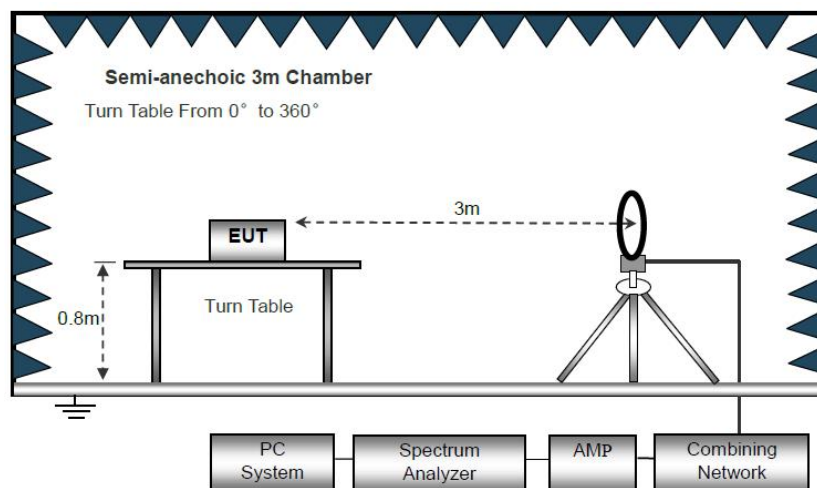 Semi-anechoic 3m Chamber
Turn Table From 0° to 360°
3m
EUT
Turn Table
0.8m
PC
System
Spectrum
Analyzer
AMP
Combining
Network